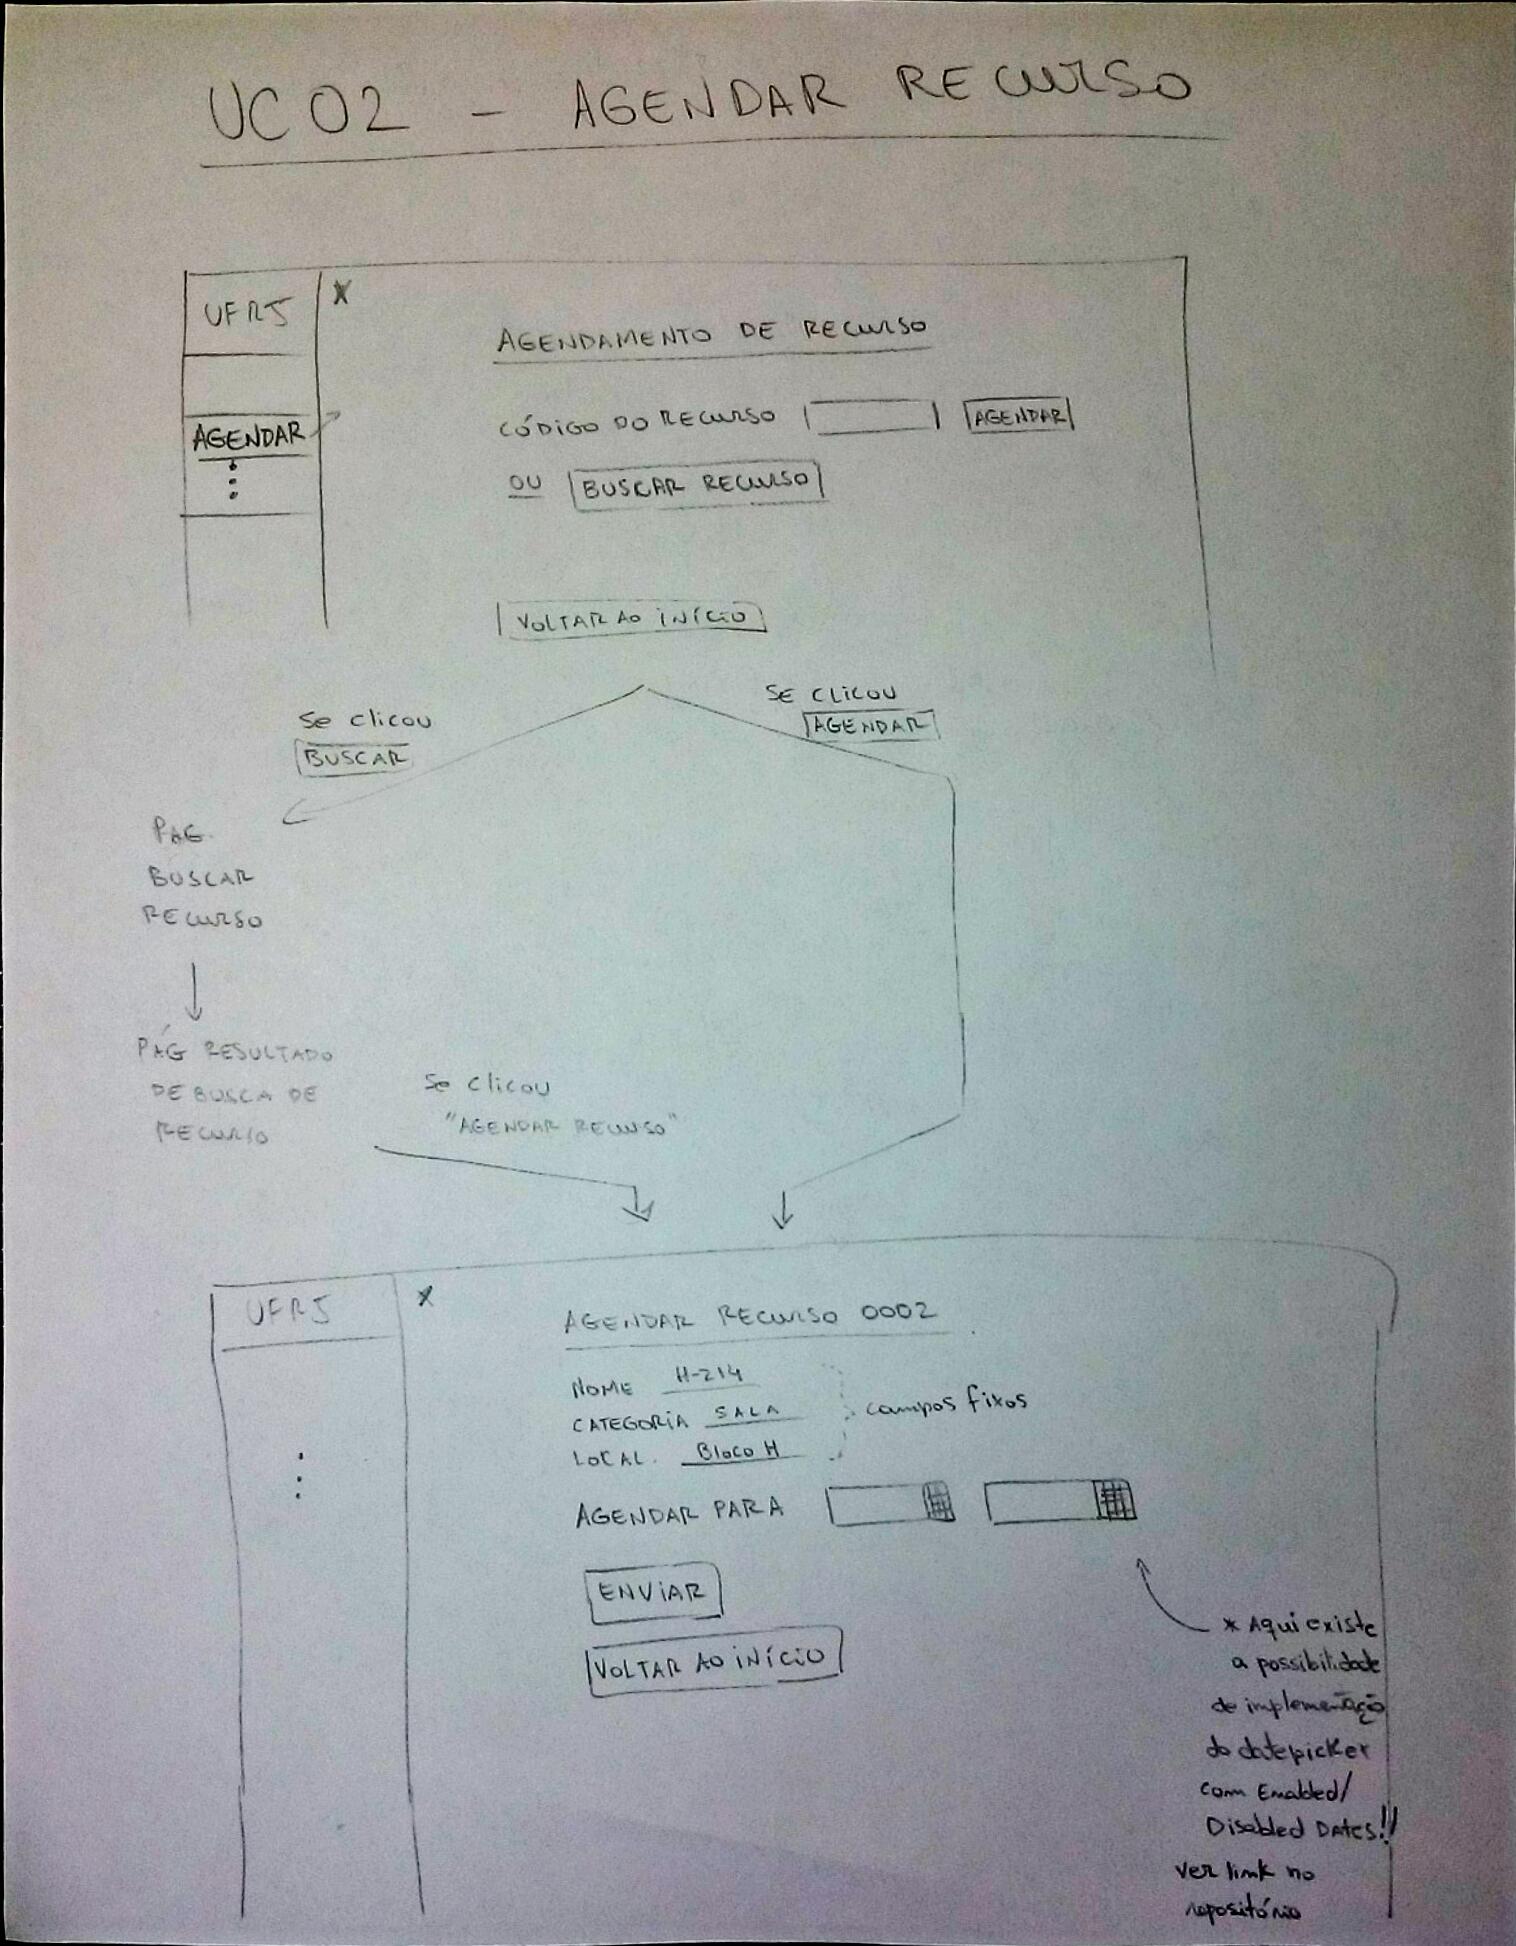 UC02 - AGENDAR RECURSO
UFRJ
AGENDAR
AGENDAMENTO DE RECURSO
CÓDIGO DO RECURSO
AGENDAR
OU BUSCAR RECURSO
VOLTAR AO INÍCIO
Se clicou
BUSCAR
SE CLICOU
AGENDAR
PÁG.
BUSCAR
RECURSO
PÁG RESULTADO
DE BUSCA DE
RECURSO
Se clicou
"AGENDAR RECURSO"
UFRJ
AGENDAR RECURSO 0002
NOME H-214
CATEGORIA SALA
LOCAL. Bloco H
campos fixos
AGENDAR PARA
ENVIAR
VOLTAR AO INÍCIO
* Aqui existe
a possibilidade
de implementação
do datepicker
com Enabled/
Disabled Dates!!
ver link no
repositório